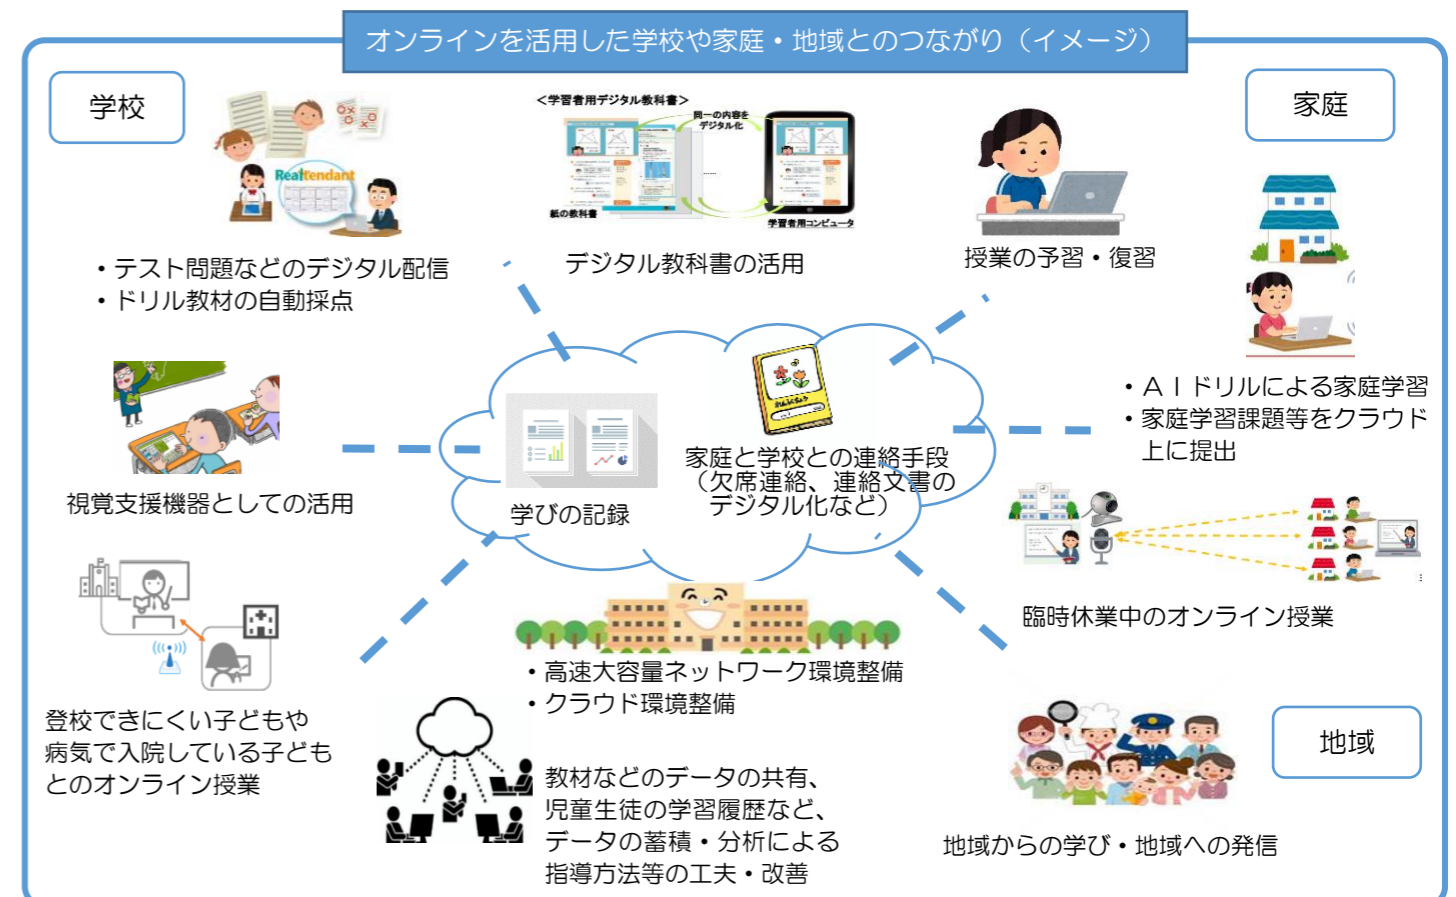 オンラインを活用した学校や家庭・地域とのつながり（イメージ）
学校
Realtendant
・テスト問題などのデジタル配信
・ドリル教材の自動採点
＜学習者用デジタル教科書＞
同一の内容を
デジタル化
紙の教科書
学習者用コンピュータ
デジタル教科書の活用
授業の予習・復習
家庭
・ＡＩドリルによる家庭学習
・家庭学習課題等をクラウド
上に提出
視覚支援機器としての活用
学びの記録
れんらくちょう
家庭と学校との連絡手段
（欠席連絡、連絡文書の
デジタル化など）
臨時休業中のオンライン授業
登校できにくい子どもや
病気で入院している子ども
とのオンライン授業
・高速大容量ネットワーク環境整備
・クラウド環境整備
教材などのデータの共有、
児童生徒の学習履歴など、
データの蓄積・分析による
指導方法等の工夫・改善
地域
地域からの学び・地域への発信